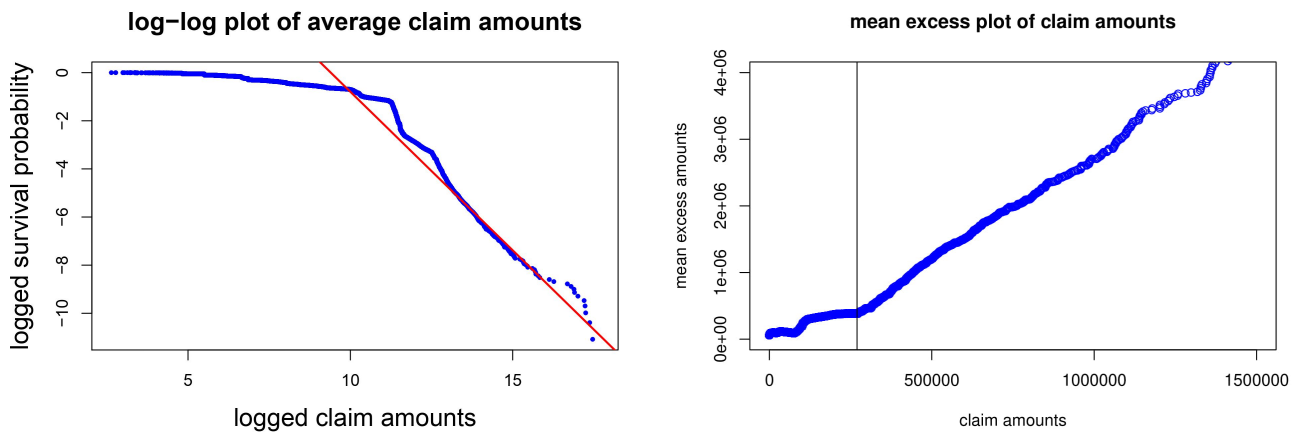 log−log plot of average claim amounts
logged survival probability
0
−2
−4
−6
−8
−10
5 10 15
logged claim amounts
mean excess plot of claim amounts
mean excess amounts
4e+06
3e+06
2e+06
1e+06
0e+00
0 500000 1000000 1500000
claim amounts